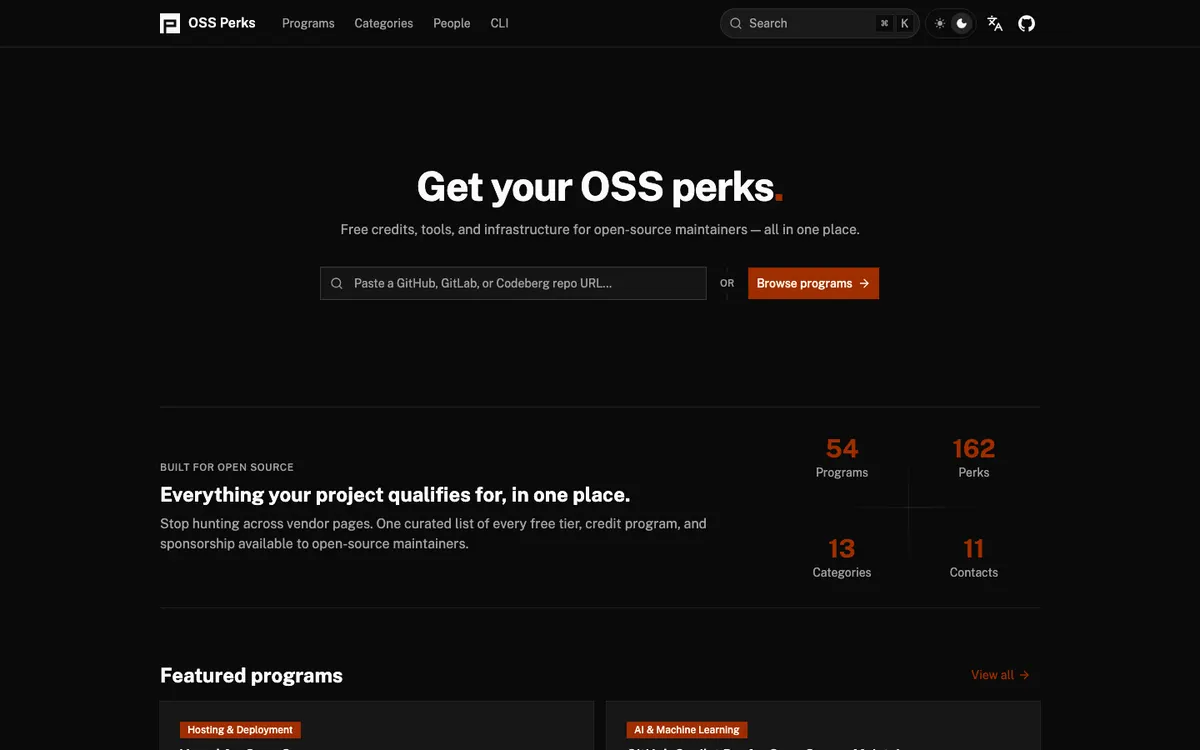 OSS Perks
Programs
Categories
People
CLI
Search
⌘ K
Get your OSS perks.
Free credits, tools, and infrastructure for open-source maintainers — all in one place.
Paste a GitHub, GitLab, or Codeberg repo URL...
OR
Browse programs →
BUILT FOR OPEN SOURCE
Everything your project qualifies for, in one place.
Stop hunting across vendor pages. One curated list of every free tier, credit program, and
sponsorship available to open-source maintainers.
54
Programs
162
Perks
13
Categories
11
Contacts
Featured programs
View all →
Hosting & Deployment
AI & Machine Learning